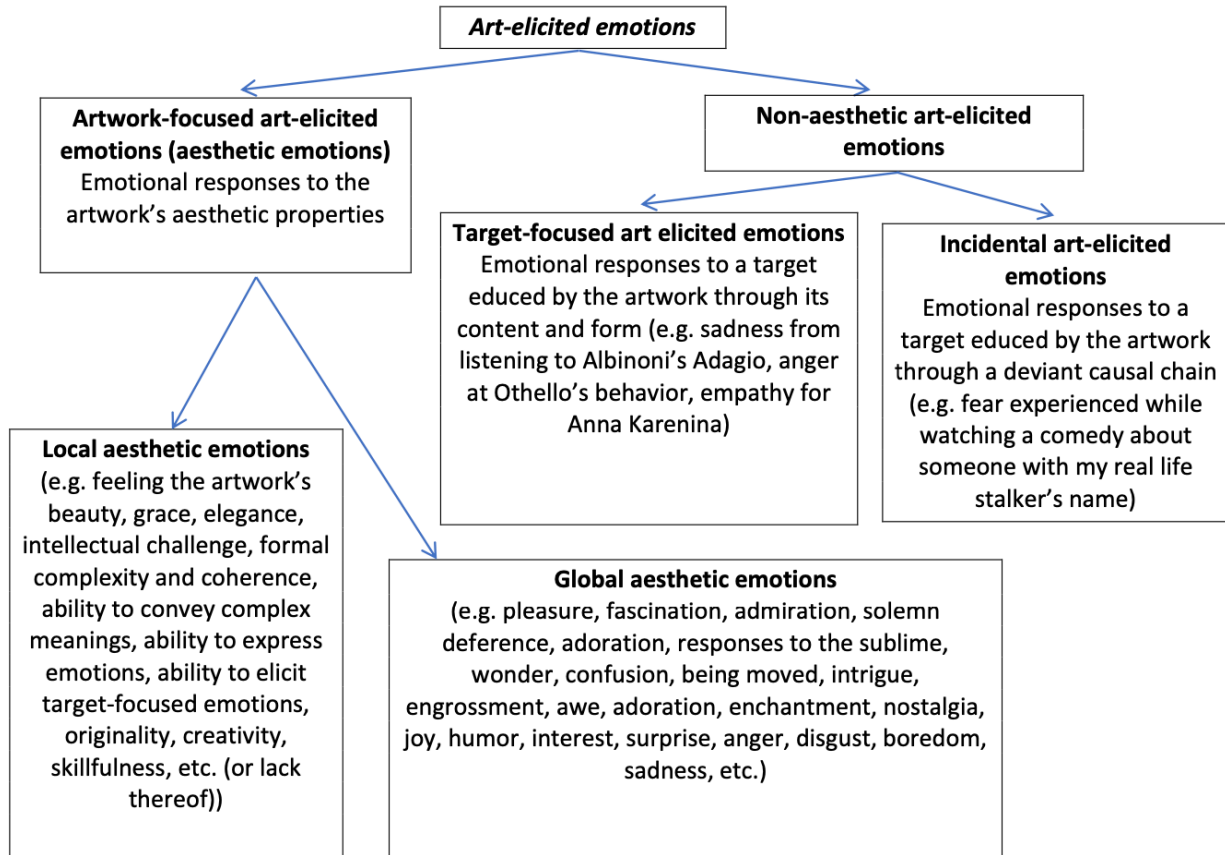 Art-elicited emotions
Artwork-focused art-elicited
emotions (aesthetic emotions)
Emotional responses to the
artwork's aesthetic properties
Non-aesthetic art-elicited
emotions
Target-focused art elicited emotions
Emotional responses to a target
educed by the artwork through its
content and form (e.g. sadness from
listening to Albinoni's Adagio, anger
at Othello's behavior, empathy for
Anna Karenina)
Incidental art-elicited
emotions
Emotional responses to a
target educed by the artwork
through a deviant causal chain
(e.g. fear experienced while
watching a comedy about
someone with my real life
stalker's name)
Local aesthetic emotions
(e.g. feeling the artwork's
beauty, grace, elegance,
intellectual challenge, formal
complexity and coherence,
ability to convey complex
meanings, ability to express
emotions, ability to elicit
target-focused emotions,
originality, creativity,
skillfulness, etc. (or lack
thereof))
Global aesthetic emotions
(e.g. pleasure, fascination, admiration, solemn
deference, adoration, responses to the sublime,
wonder, confusion, being moved, intrigue,
engrossment, awe, adoration, enchantment, nostalgia,
joy, humor, interest, surprise, anger, disgust, boredom,
sadness, etc.)